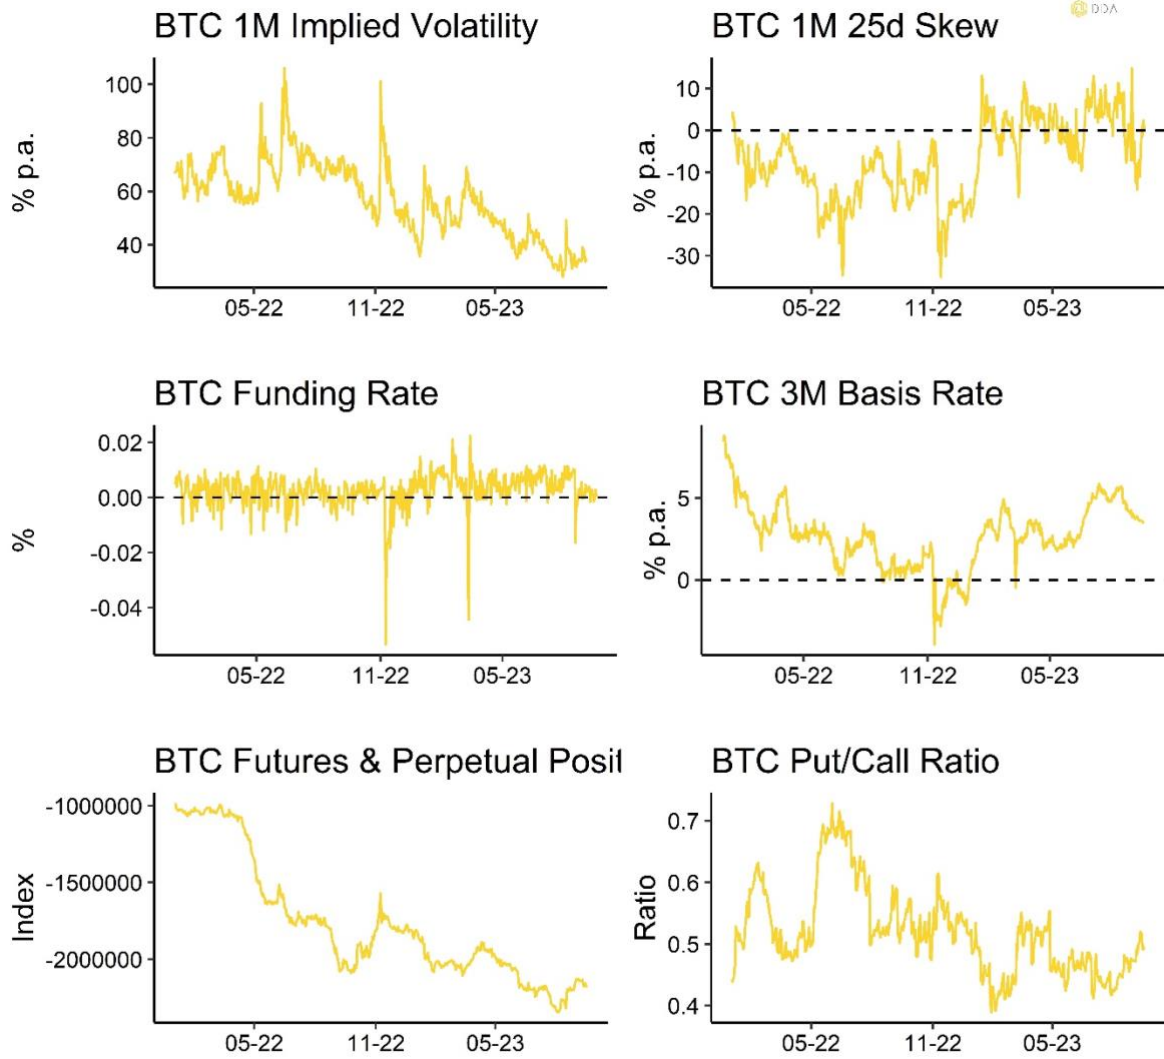 DDA
BTC 1M Implied Volatility
% p.a.
100
80
60
40
05-22 11-22 05-23
BTC 1M 25d Skew
% p.a.
10
0
-10
-20
-30
05-22 11-22 05-23
BTC Funding Rate
%
0.02
0.00
-0.02
-0.04
05-22 11-22 05-23
BTC 3M Basis Rate
% p.a.
5
0
05-22 11-22 05-23
BTC Futures & Perpetual Posit
Index
-1000000
-1500000
-2000000
05-22 11-22 05-23
BTC Put/Call Ratio
Ratio
0.7
0.6
0.5
0.4
05-22 11-22 05-23